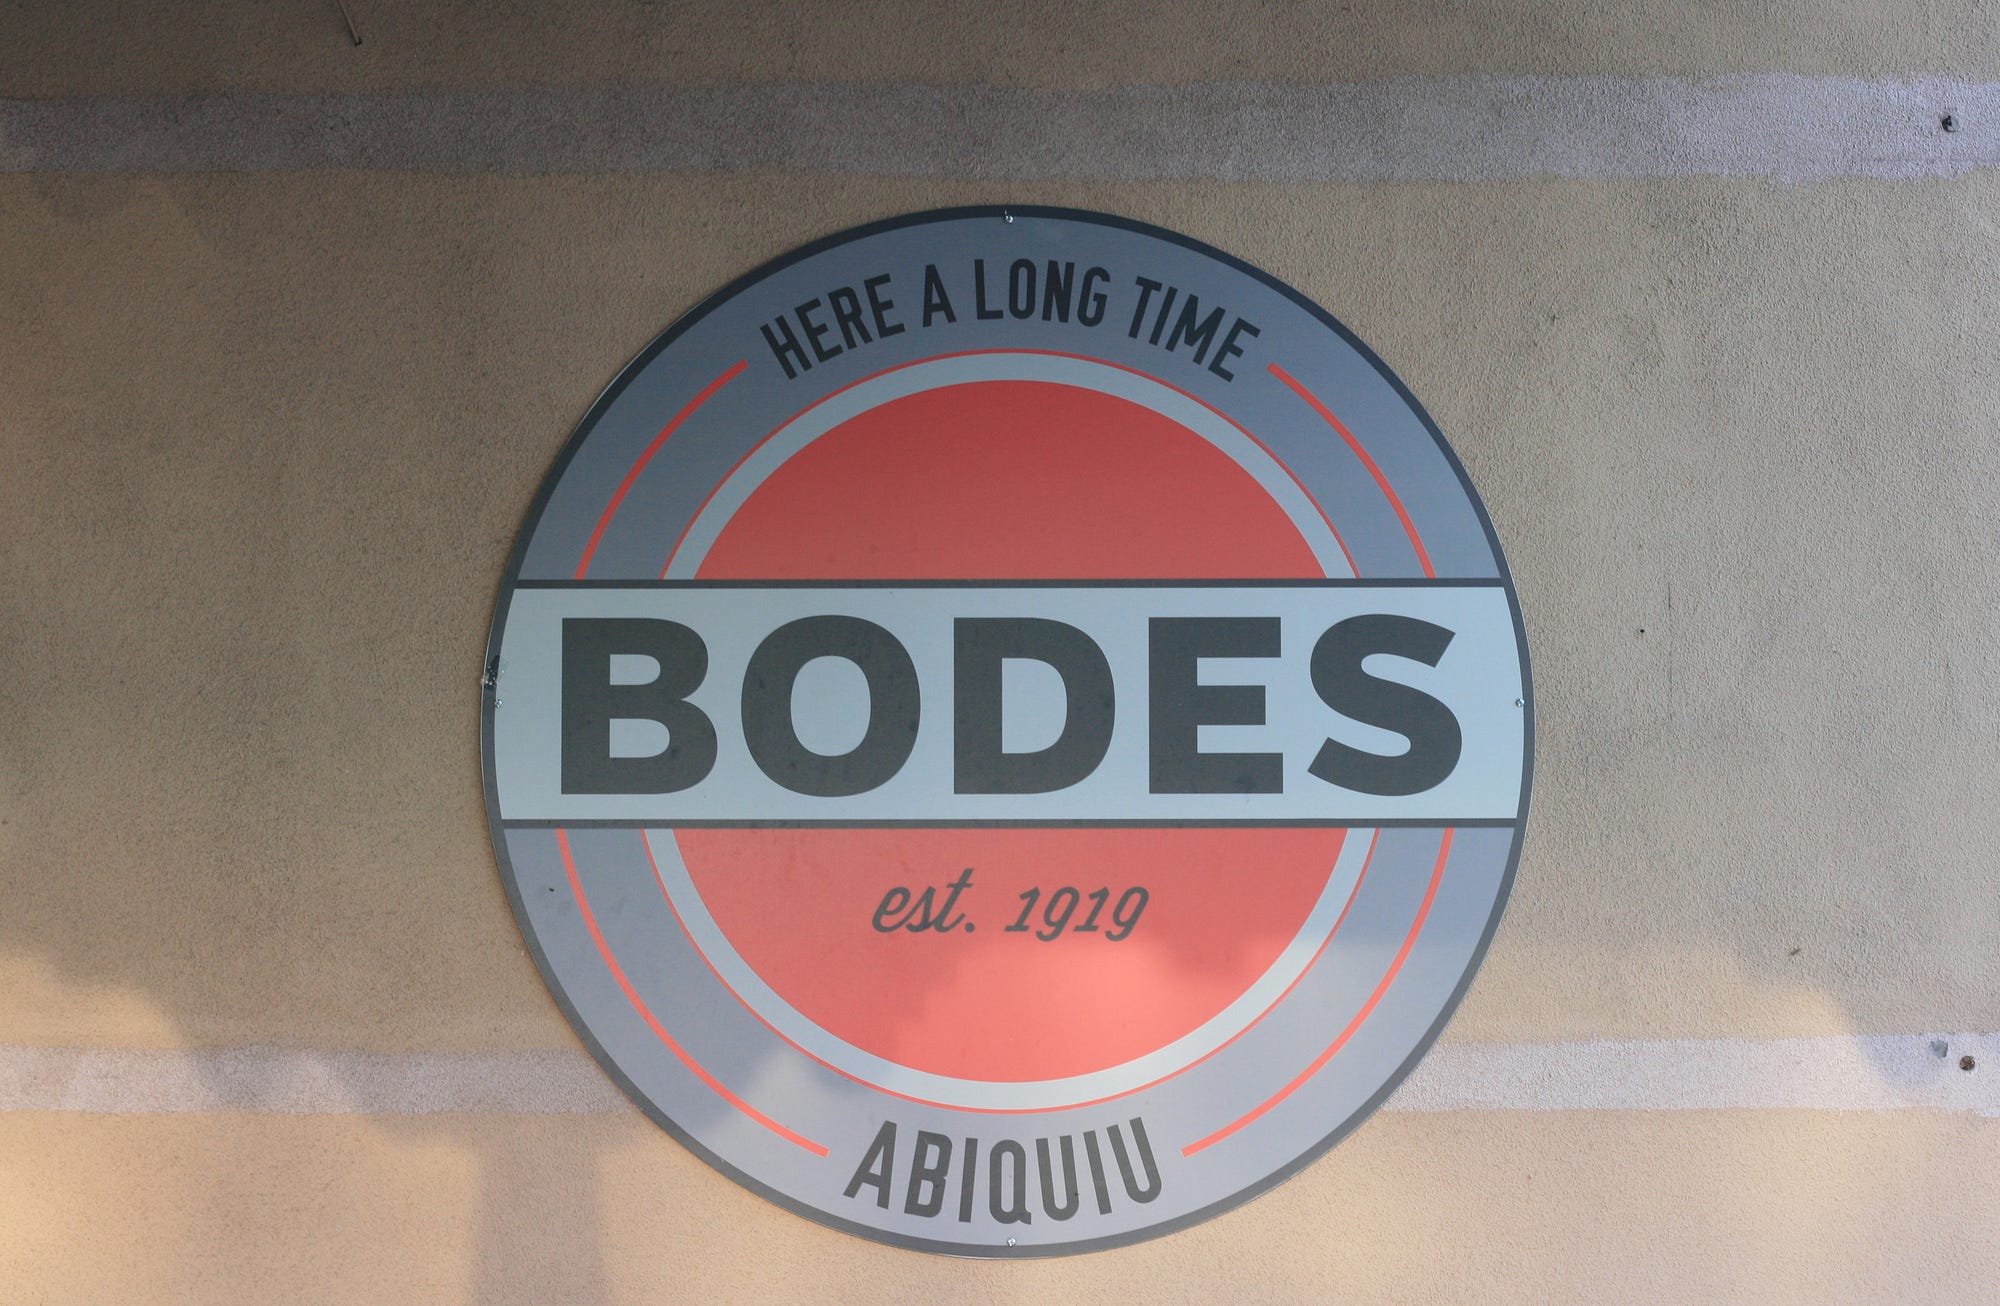 HERE A LONG TIME
BODES
est. 1919
ABIQUIU